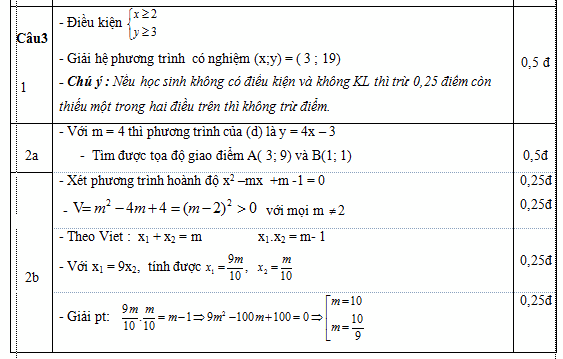 Câu3
1
- Điều kiện { x ≥ 2
y ≥ 3
- Giải hệ phương trình có nghiệm (x;y) = ( 3 ; 19)
- Chú ý : Nếu học sinh không có điều kiện và không KL thì trừ 0,25 điểm còn
thiếu một trong hai điều trên thì không trừ điểm.
0,5 đ
2a
- Với m = 4 thì phương trình của (d) là y = 4x – 3
- Tìm được tọa độ giao điểm A( 3; 9) và B(1; 1)
0,5đ
2b
- Xét phương trình hoành độ x² –mx +m -1 = 0
0,25đ
- V= m² − 4m + 4 = (m − 2)² > 0 với mọi m ≠ 2
0,25đ
- Theo Viet : x₁ + x₂ = m x₁.x₂ = m- 1
- Với x₁ = 9x₂, tính được x₁ = 9m/10, x₂ = m/10
0,25đ
- Giải pt: 9m/10 . m/10 = m−1 ⇒ 9m² −100m+100 = 0 ⇒ [ m = 10
m = 10/9
0,25đ